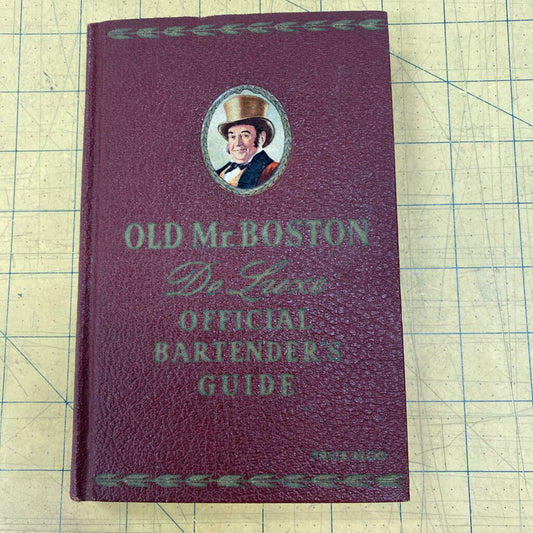 OLD Mr. BOSTON
De Luxe
OFFICIAL
BARTENDER'S
GUIDE